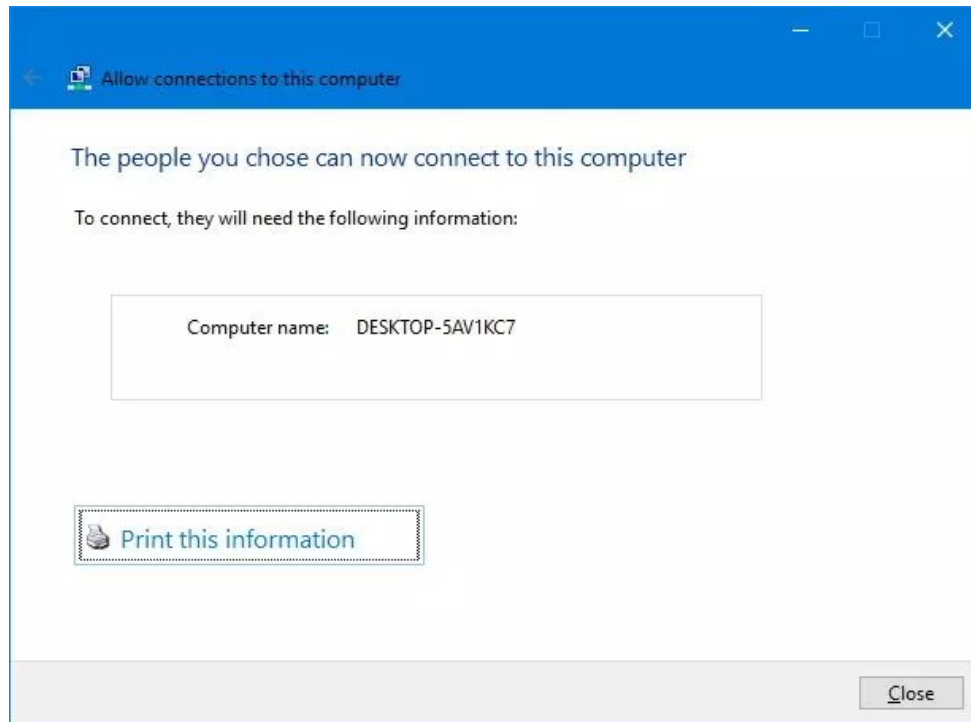 Allow connections to this computer
The people you chose can now connect to this computer
To connect, they will need the following information:
Computer name: DESKTOP-5AV1KC7
Print this information
Close